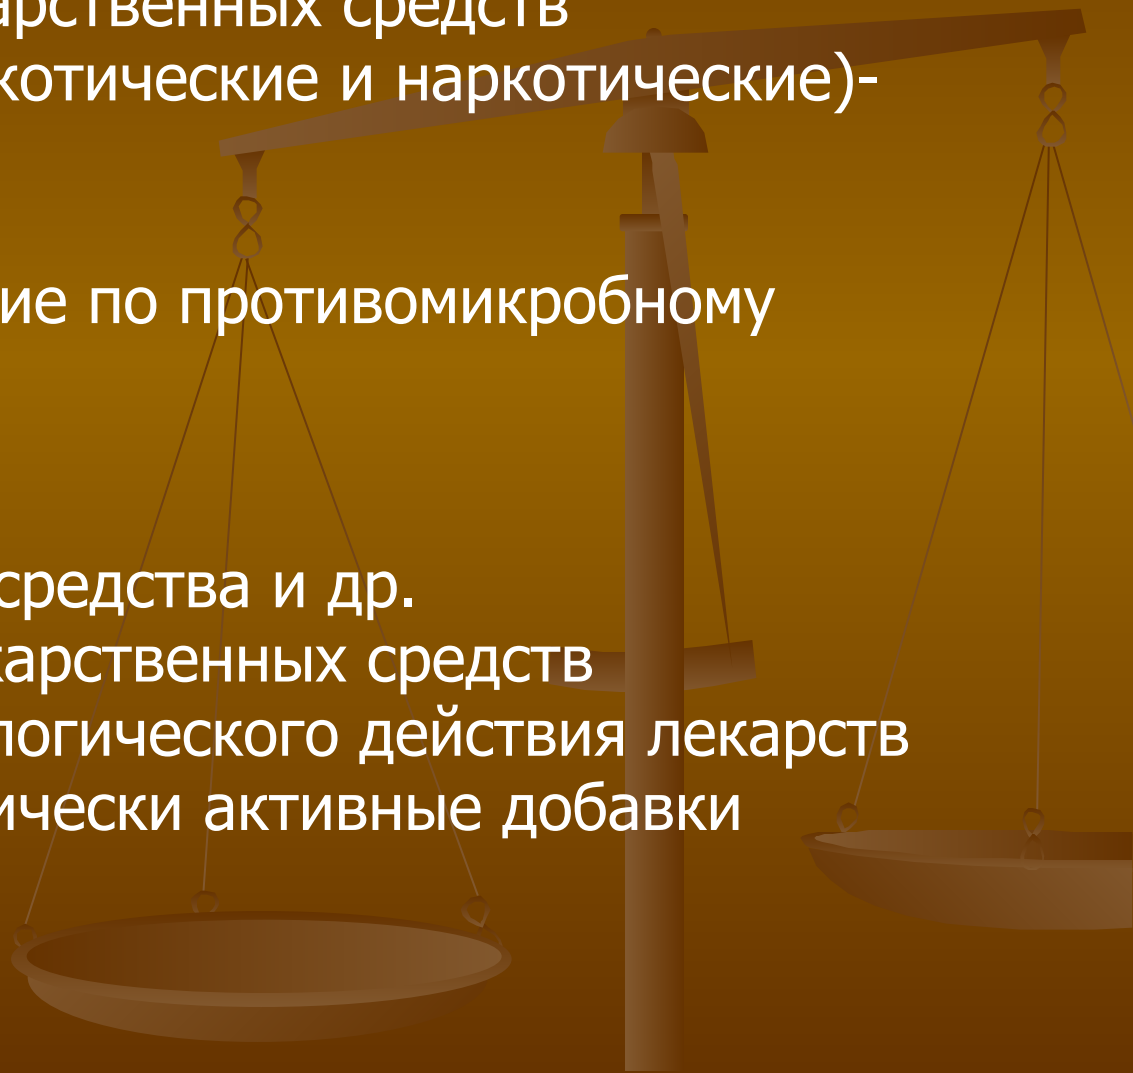 арственных средств
котические и наркотические)-
ие по противомикробному
средства и др.
карственных средств
логического действия лекарств
ически активные добавки